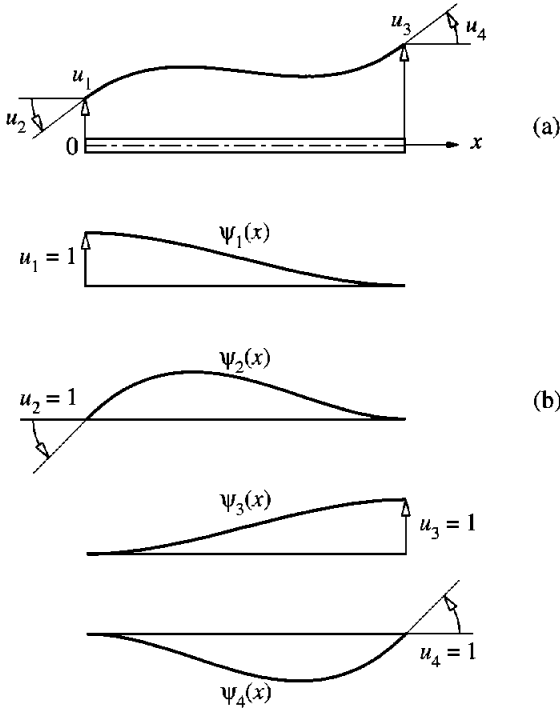 u₃
u₄
u₁
u₂
0
x
(a)
ψ₁(x)
u₁ = 1
ψ₂(x)
u₂ = 1
(b)
ψ₃(x)
u₃ = 1
u₄ = 1
ψ₄(x)